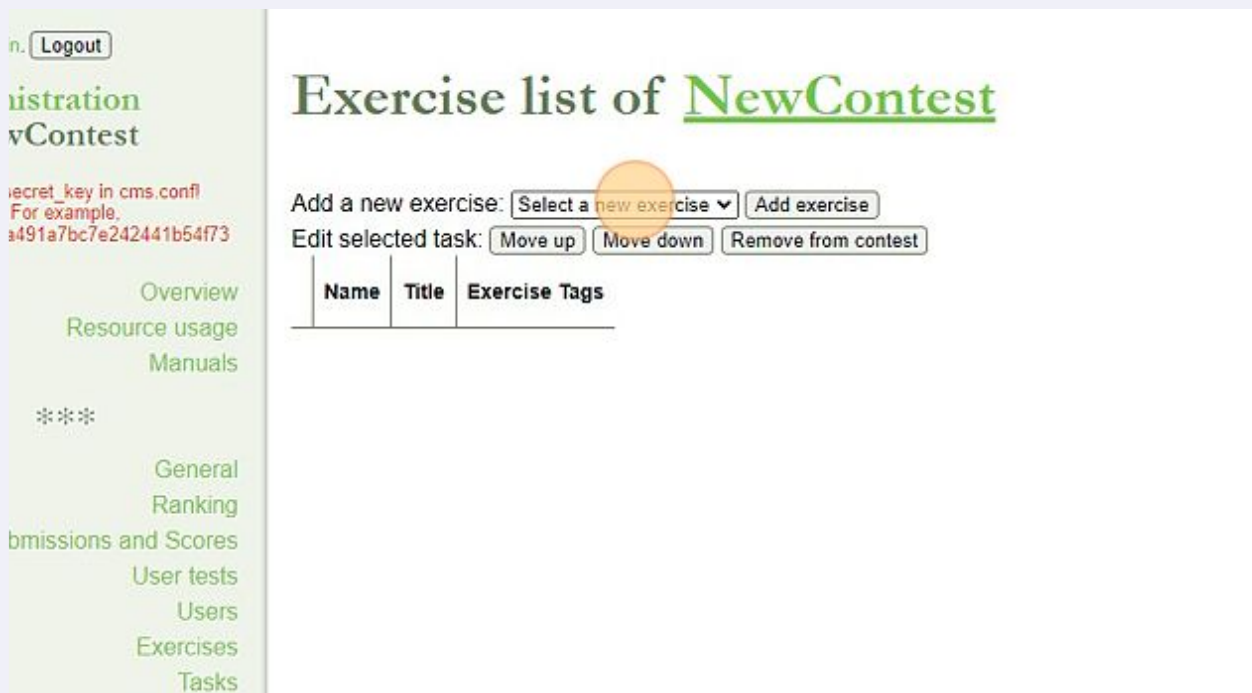 n. Logout
nistration
vContest
secret_key in cms.conf!
For example,
a491a7bc7e242441b54f73
Overview
Resource usage
Manuals
***
General
Ranking
bmissions and Scores
User tests
Users
Exercises
Tasks
Exercise list of NewContest
Add a new exercise: Select a new exercise Add exercise
Edit selected task: Move up Move down Remove from contest
Name Title Exercise Tags